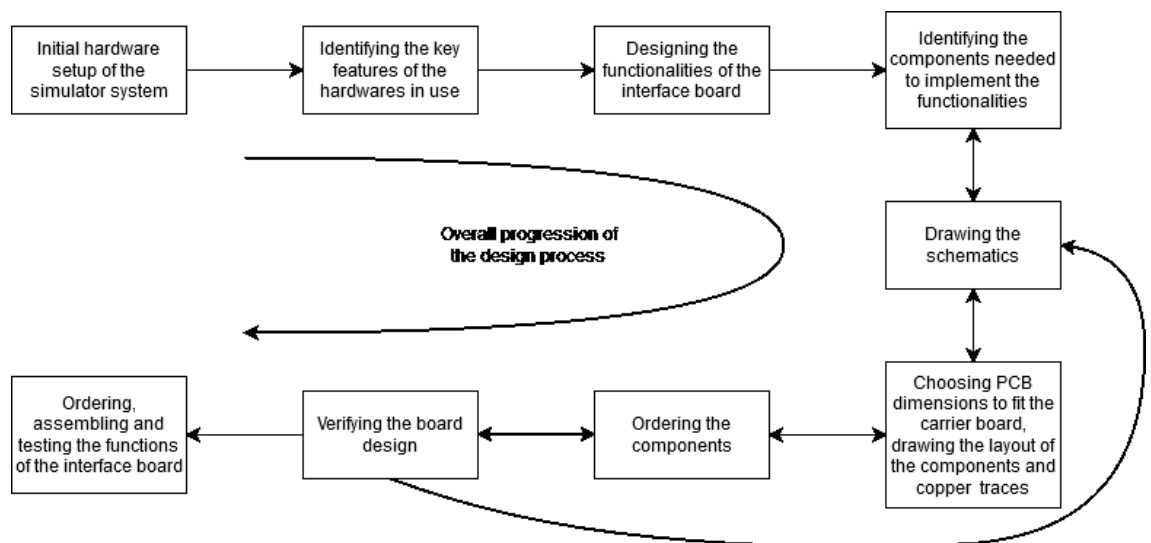 Initial hardware
setup of the
simulator system
Identifying the key
features of the
hardwares in use
Designing the
functionalities of the
interface board
Identifying the
components needed
to implement the
functionalities
Overall progression of
the design process
Drawing the
schematics
Ordering,
assembling and
testing the functions
of the interface board
Verifying the board
design
Ordering the
components
Choosing PCB
dimensions to fit the
carrier board,
drawing the layout of
the components and
copper traces